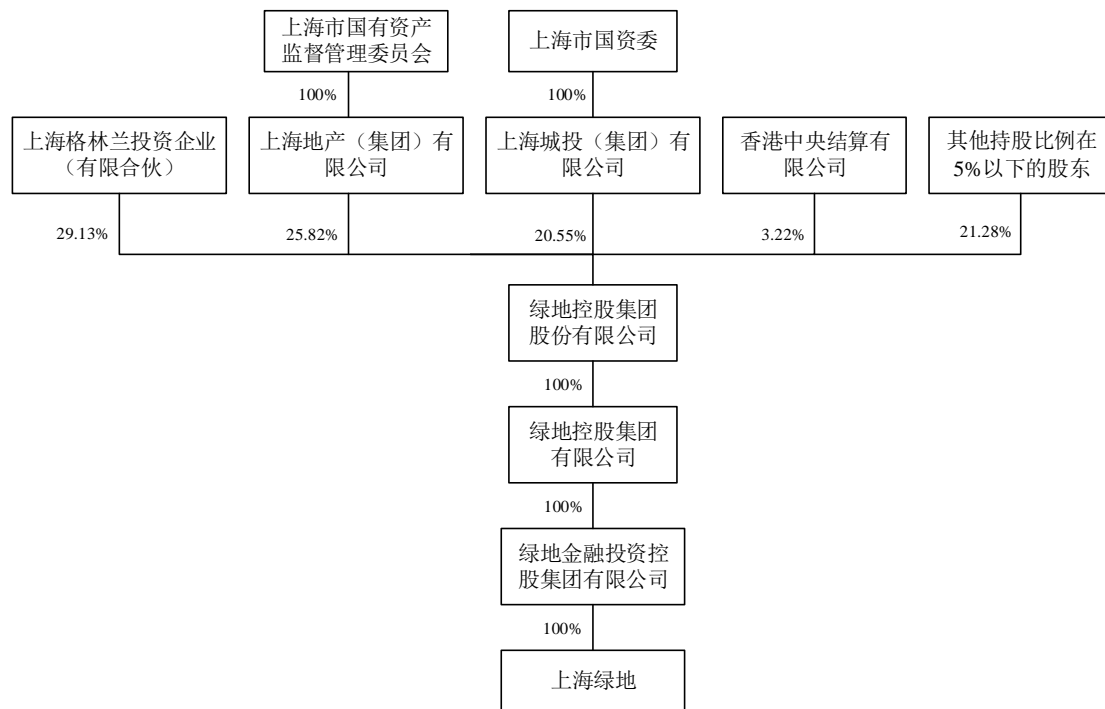 上海市国有资产
监督管理委员会
上海市国资委
100%
100%
上海格林兰投资企业
（有限合伙）
上海地产（集团）有
限公司
上海城投（集团）有
限公司
香港中央结算有
限公司
其他持股比例在
5%以下的股东
29.13%
25.82%
20.55%
3.22%
21.28%
绿地控股集团
股份有限公司
100%
绿地控股集团
有限公司
100%
绿地金融投资控
股集团有限公司
100%
上海绿地